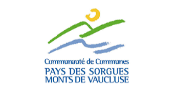 Communauté de Communes
PAYS DES SORGUES
MONTS DE VAUCLUSE